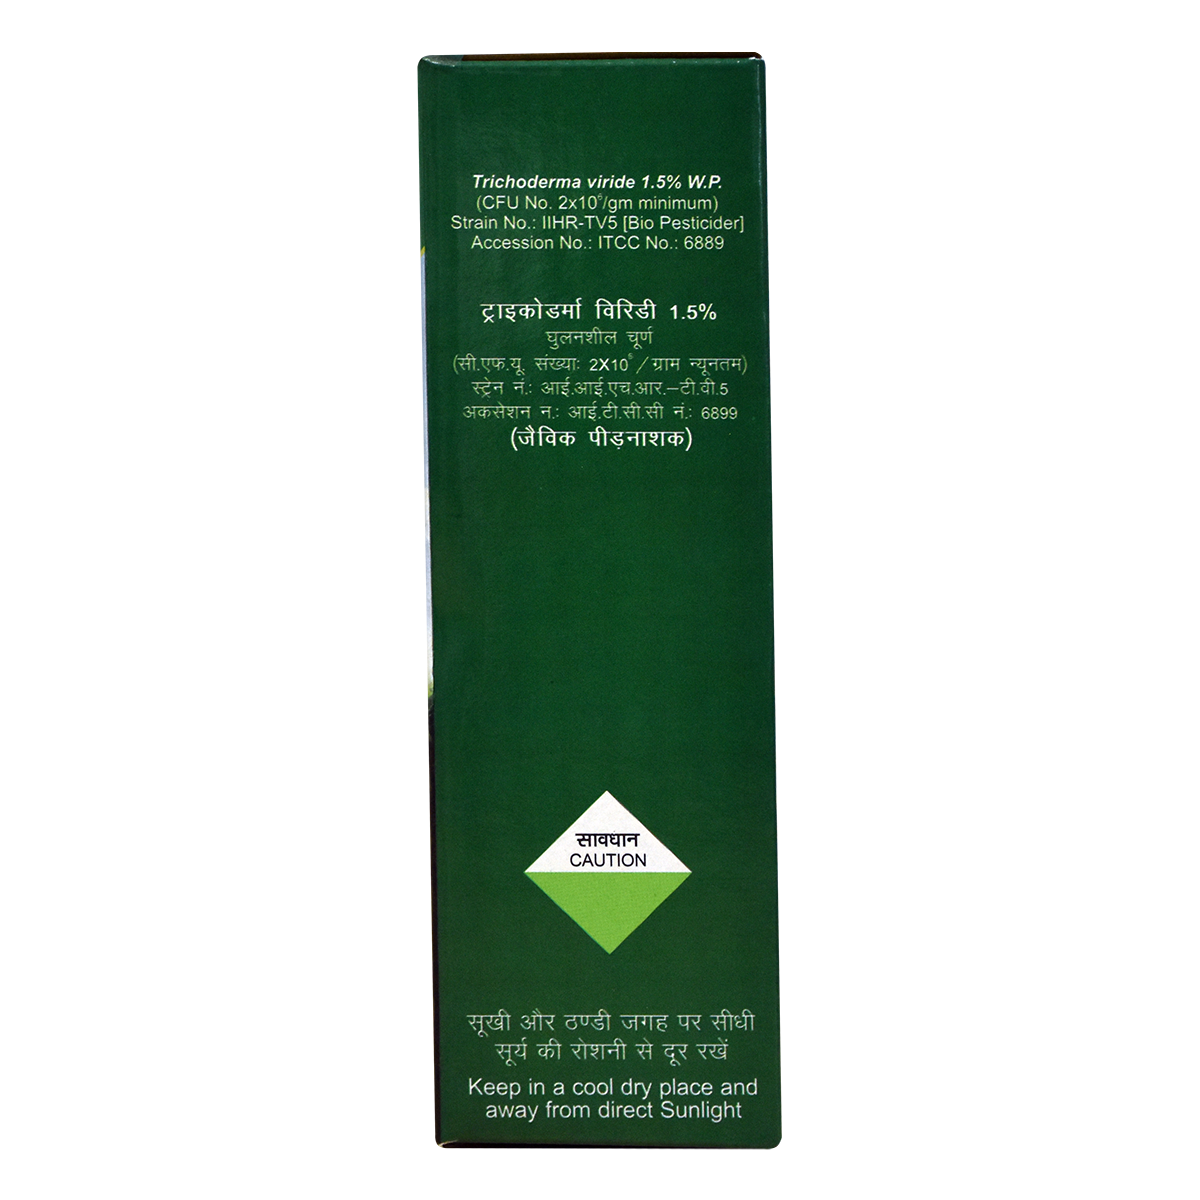 Trichoderma viride 1.5% W.P.
(CFU No. 2x10⁶/gm minimum)
Strain No.: IIHR-TV5 [Bio Pesticider]
Accession No.: ITCC No.: 6889
ट्राइकोडर्मा विरिडी 1.5%
घुलनशील चूर्ण
(सी.एफ.यू. संख्याः 2X10⁶ / ग्राम न्यूनतम)
स्ट्रेन नं.: आई.आई.एच.आर.–टी.वी.5
अकसेशन न.: आई.टी.सी.सी नं.: 6899
(जैविक पीड़नाशक)
सावधान
CAUTION
सूखी और ठण्डी जगह पर सीधी
सूर्य की रोशनी से दूर रखें
Keep in a cool dry place and
away from direct Sunlight